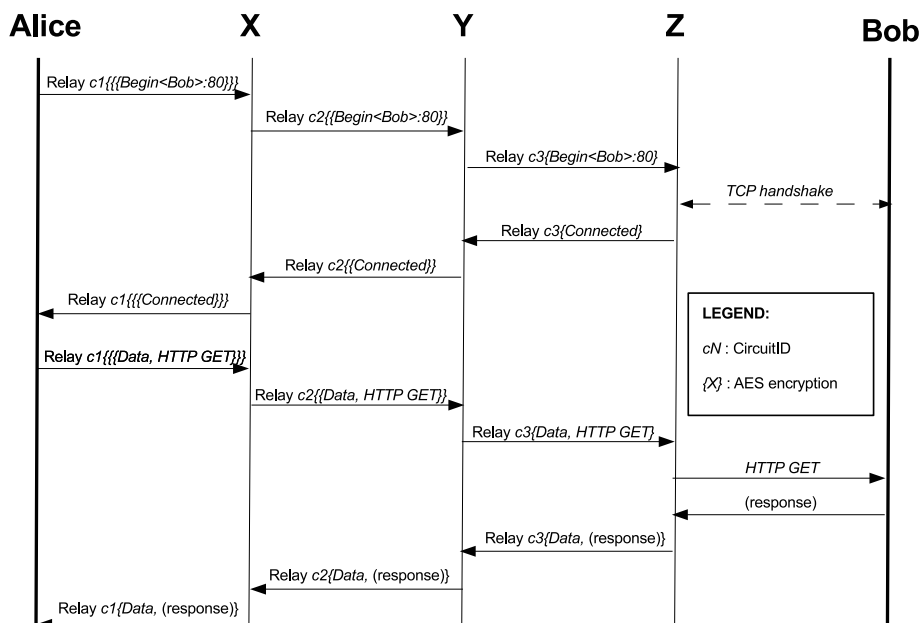 Alice X Y Z Bob
Relay c1{{{Begin<Bob>:80}}}
Relay c2{{Begin<Bob>:80}}
Relay c3{Begin<Bob>:80}
TCP handshake
Relay c3{Connected}
Relay c2{{Connected}}
Relay c1{{{Connected}}}
LEGEND:
cN : CircuitID
{X} : AES encryption
Relay c1{{{Data, HTTP GET}}}
Relay c2{{Data, HTTP GET}}
Relay c3{Data, HTTP GET}
HTTP GET
(response)
Relay c3{Data, (response)}
Relay c2{Data, (response)}
Relay c1{Data, (response)}